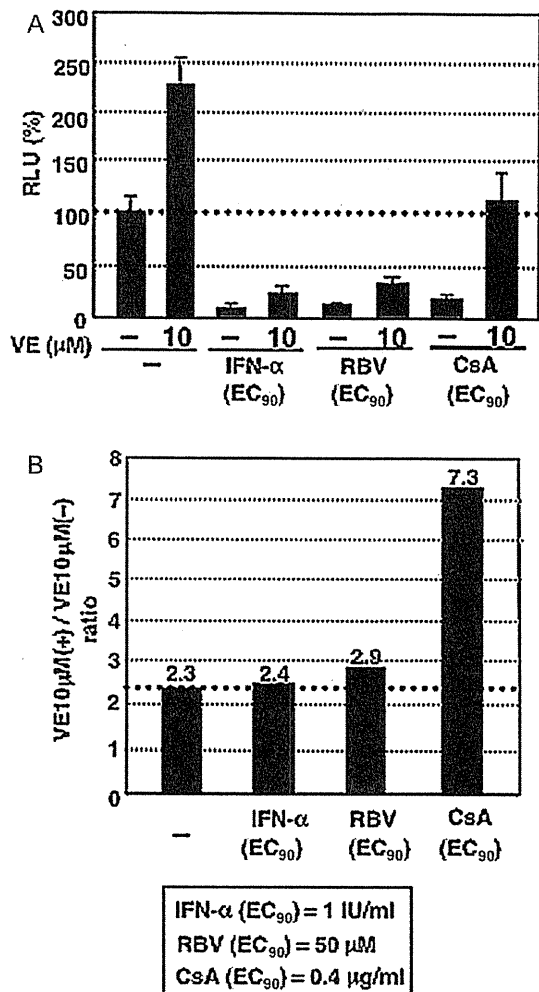 A
300
250
200
150
100
50
0
RLU (%)
VE (µM)
– 10 – 10 – 10 – 10
– IFN-α RBV CsA
(EC90) (EC90) (EC90)
B
8
7
6
5
4
3
2
1
0
VE10µM(+) / VE10µM(-)
ratio
2.3
2.4
2.9
7.3
– IFN-α RBV CsA
(EC90) (EC90) (EC90)
IFN-α (EC90) = 1 IU/ml
RBV (EC90) = 50 µM
CsA (EC90) = 0.4 µg/ml